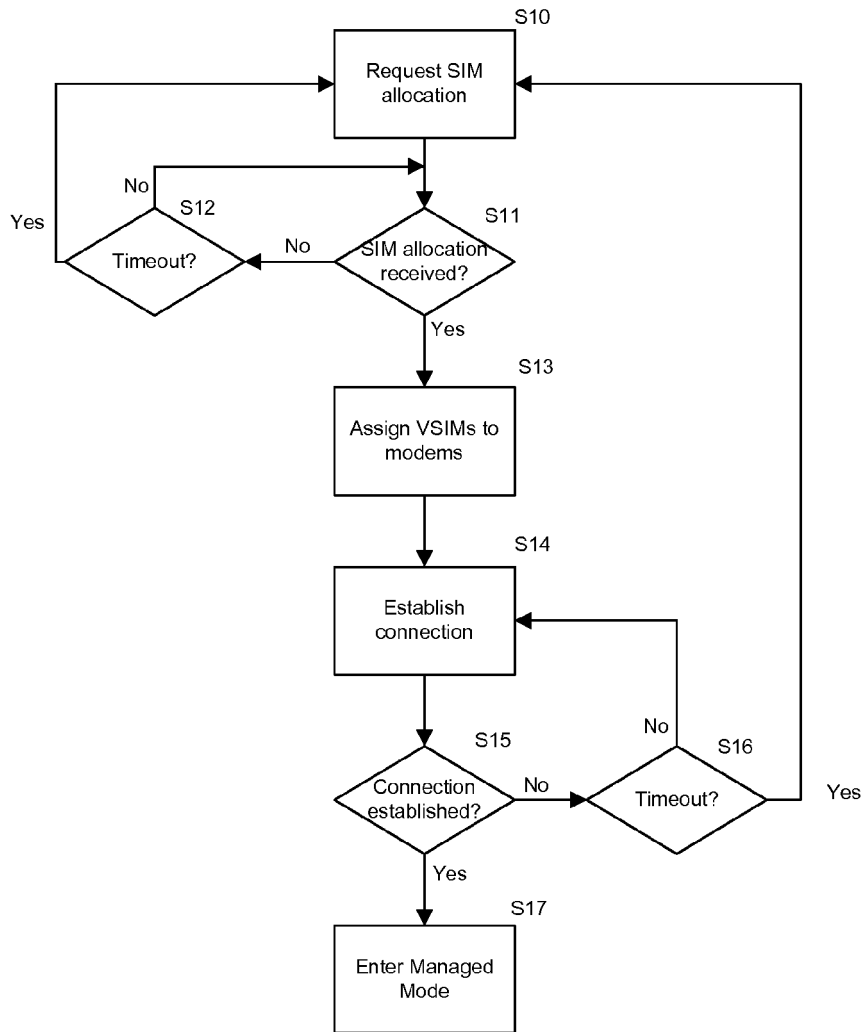 S10
Request SIM
allocation
No
S12
S11
Yes
Timeout?
No
SIM allocation
received?
Yes
S13
Assign VSIMs to
modems
S14
Establish
connection
No
S15
S16
Connection
established?
No
Timeout?
Yes
Yes
S17
Enter Managed
Mode